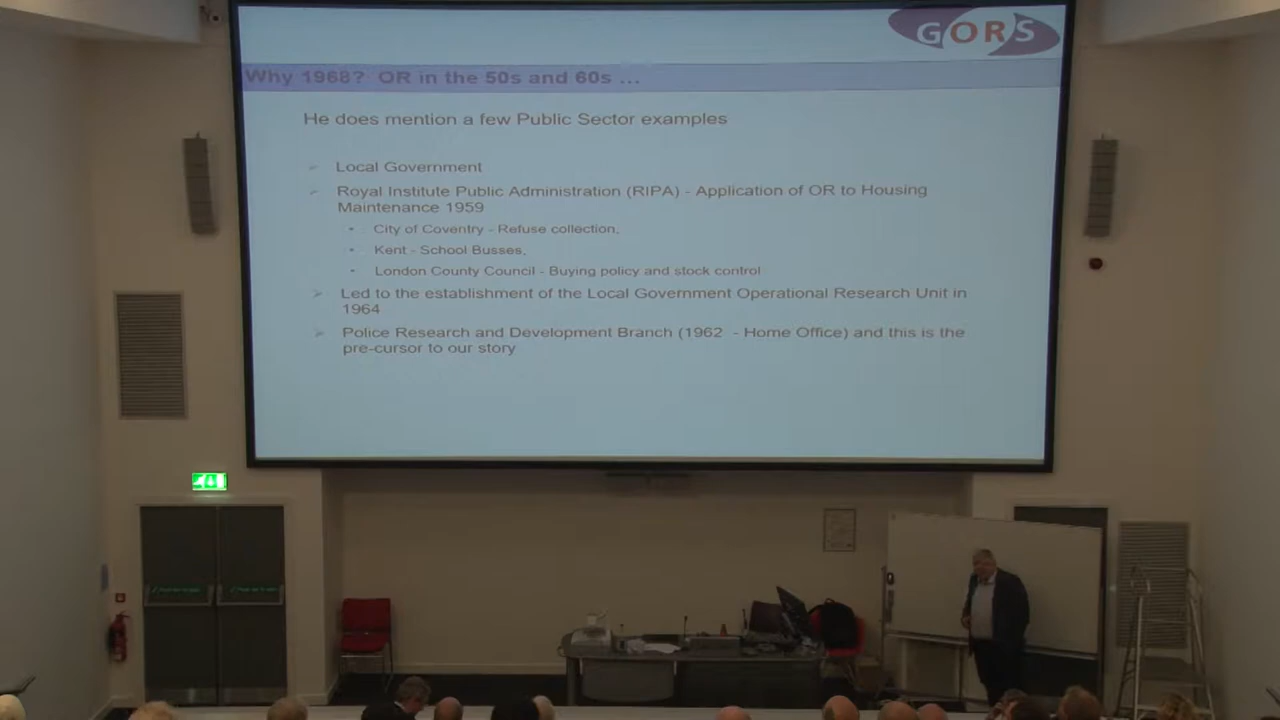 GORS
Why 1968? OR in the 50s and 60s ...
He does mention a few Public Sector examples
Local Government
Royal Institute Public Administration (RIPA) - Application of OR to Housing
Maintenance 1959
City of Coventry - Refuse collection,
Kent - School Busses,
London County Council - Buying policy and stock control
Led to the establishment of the Local Government Operational Research Unit in
1964
Police Research and Development Branch (1962 - Home Office) and this is the
pre-cursor to our story